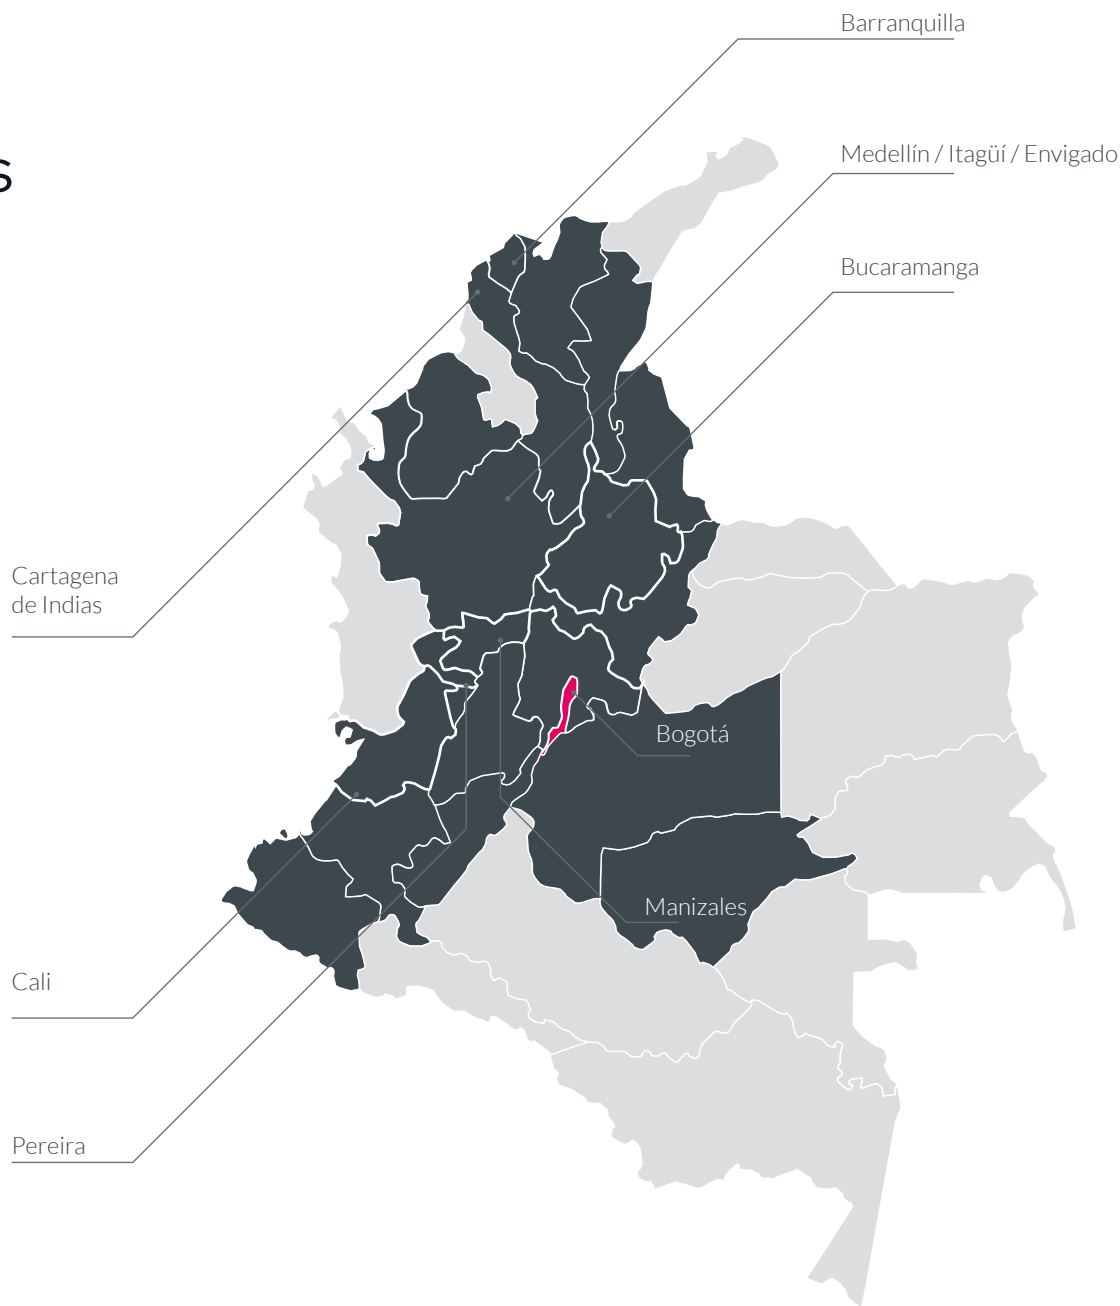 Barranquilla
s
Medellín / Itagüí / Envigado
Bucaramanga
Cartagena
de Indias
Bogotá
Manizales
Cali
Pereira